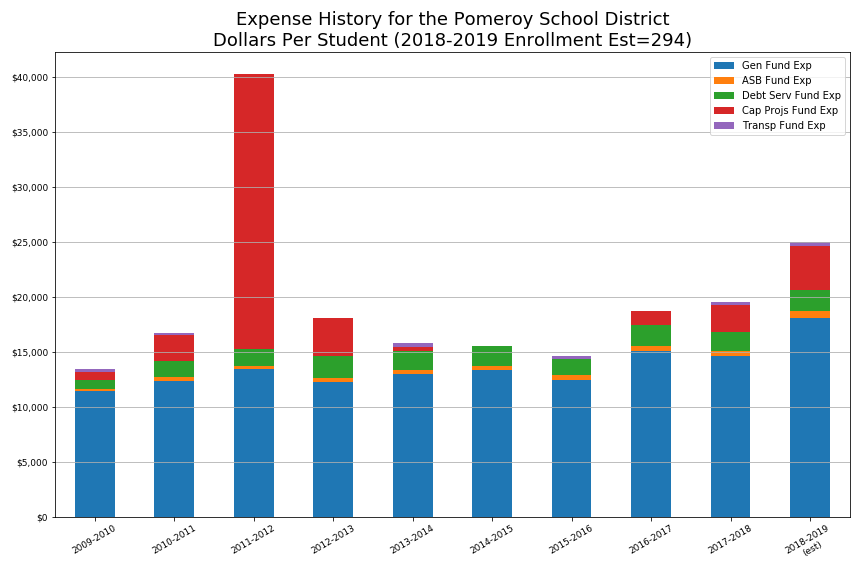 Expense History for the Pomeroy School District
Dollars Per Student (2018-2019 Enrollment Est=294)
$40,000
$35,000
$30,000
$25,000
$20,000
$15,000
$10,000
$5,000
$0
Gen Fund Exp
ASB Fund Exp
Debt Serv Fund Exp
Cap Projs Fund Exp
Transp Fund Exp
2009-2010
2010-2011
2011-2012
2012-2013
2013-2014
2014-2015
2015-2016
2016-2017
2017-2018
2018-2019
(est)